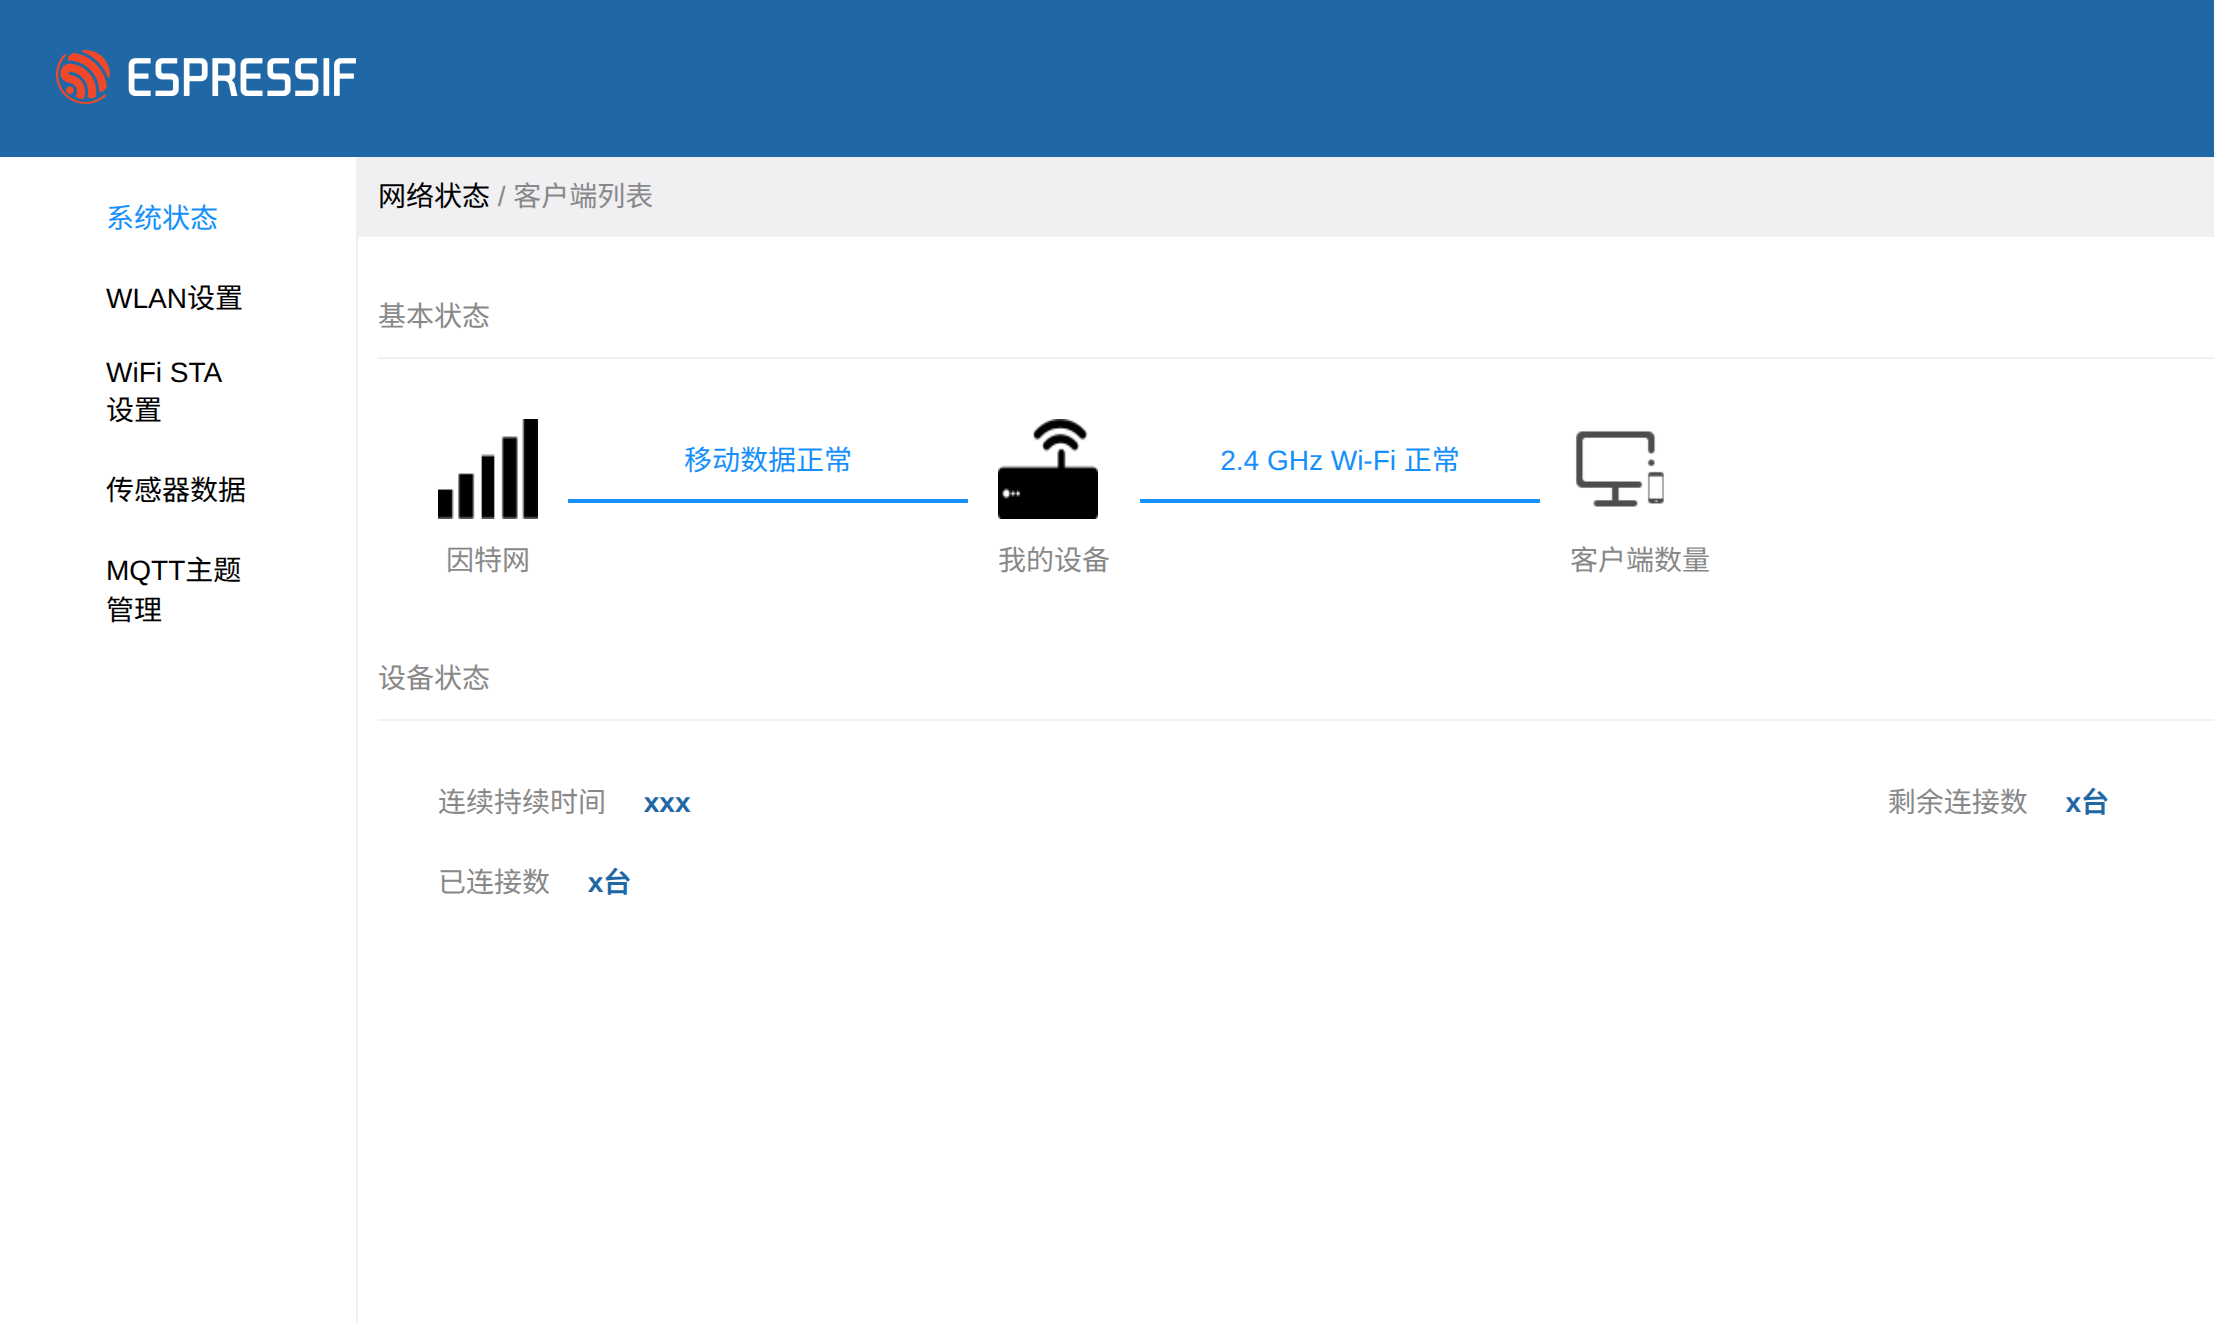 ESPRESSIF
系统状态
WLAN设置
WiFi STA
设置
传感器数据
MQTT主题
管理
网络状态 / 客户端列表
基本状态
移动数据正常
2.4 GHz Wi-Fi 正常
因特网
我的设备
客户端数量
设备状态
连续持续时间 xxx
剩余连接数 x台
已连接数 x台